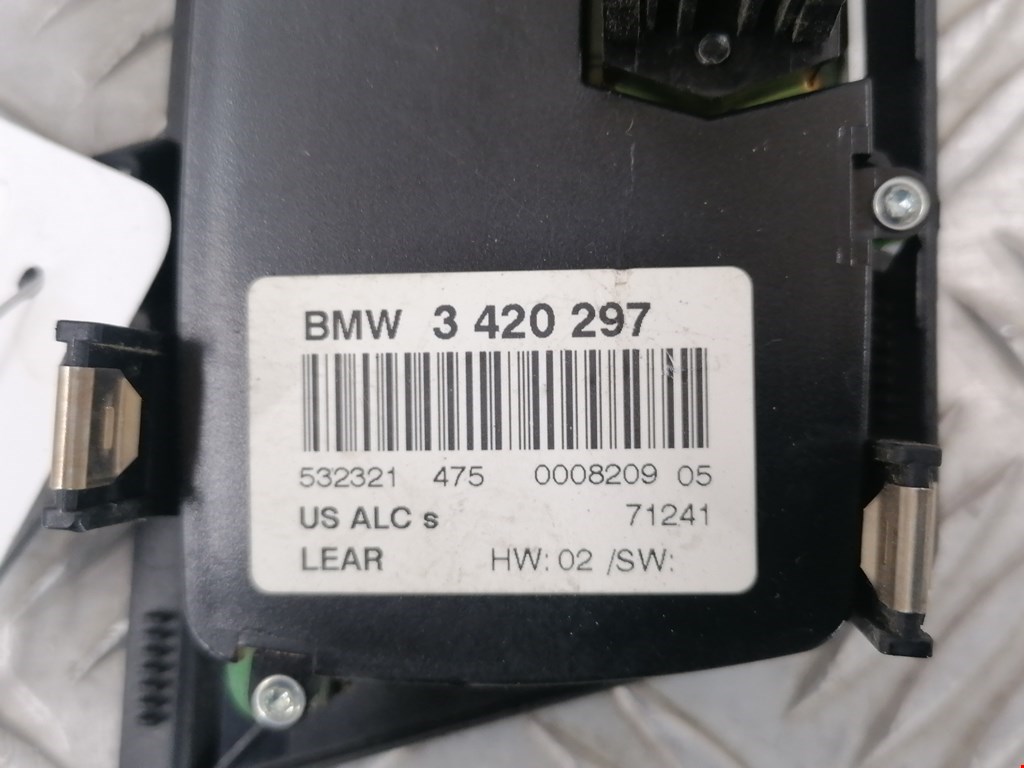 BMW 3 420 297
532321 475 0008209 05
US ALC s 71241
LEAR HW: 02 /SW: